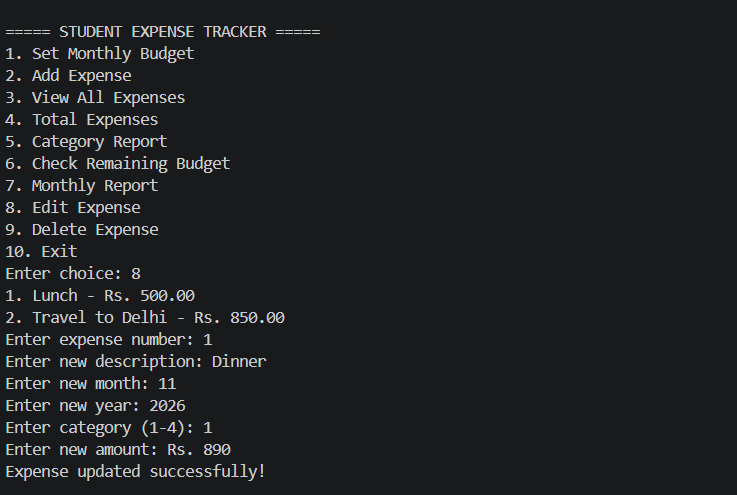 ===== STUDENT EXPENSE TRACKER =====
1. Set Monthly Budget
2. Add Expense
3. View All Expenses
4. Total Expenses
5. Category Report
6. Check Remaining Budget
7. Monthly Report
8. Edit Expense
9. Delete Expense
10. Exit
Enter choice: 8
1. Lunch - Rs. 500.00
2. Travel to Delhi - Rs. 850.00
Enter expense number: 1
Enter new description: Dinner
Enter new month: 11
Enter new year: 2026
Enter category (1-4): 1
Enter new amount: Rs. 890
Expense updated successfully!